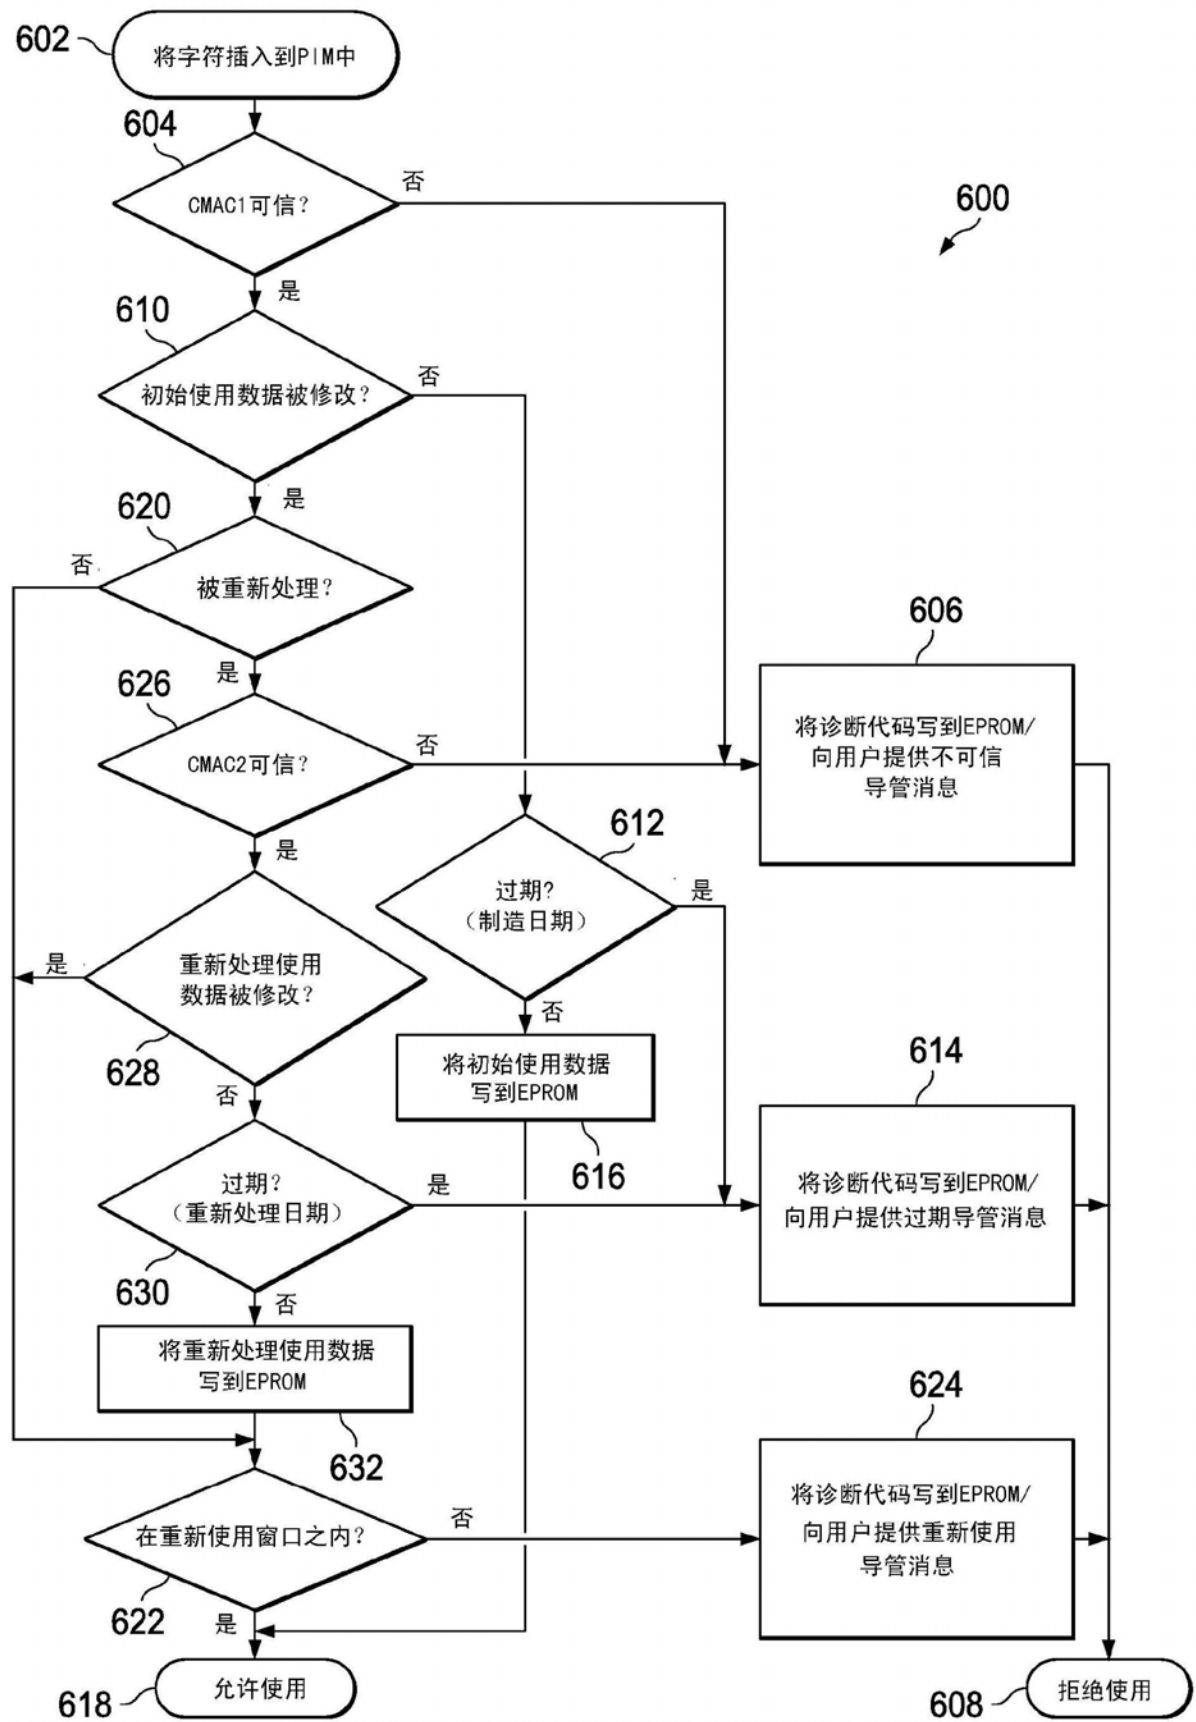 602
将字符插入到PIM中
604
CMAC1可信？
否
600
是
610
初始使用数据被修改？
否
是
620
否
被重新处理？
是
606
626
CMAC2可信？
否
将诊断代码写到EPROM/
向用户提供不可信
导管消息
是
612
过期？
（制造日期）
是
是
重新处理使用
数据被修改？
628
否
否
将初始使用数据
写到EPROM
616
614
过期？
（重新处理日期）
是
将诊断代码写到EPROM/
向用户提供过期导管消息
630
否
将重新处理使用数据
写到EPROM
632
624
在重新使用窗口之内？
否
将诊断代码写到EPROM/
向用户提供重新使用
导管消息
622
是
618
允许使用
608
拒绝使用